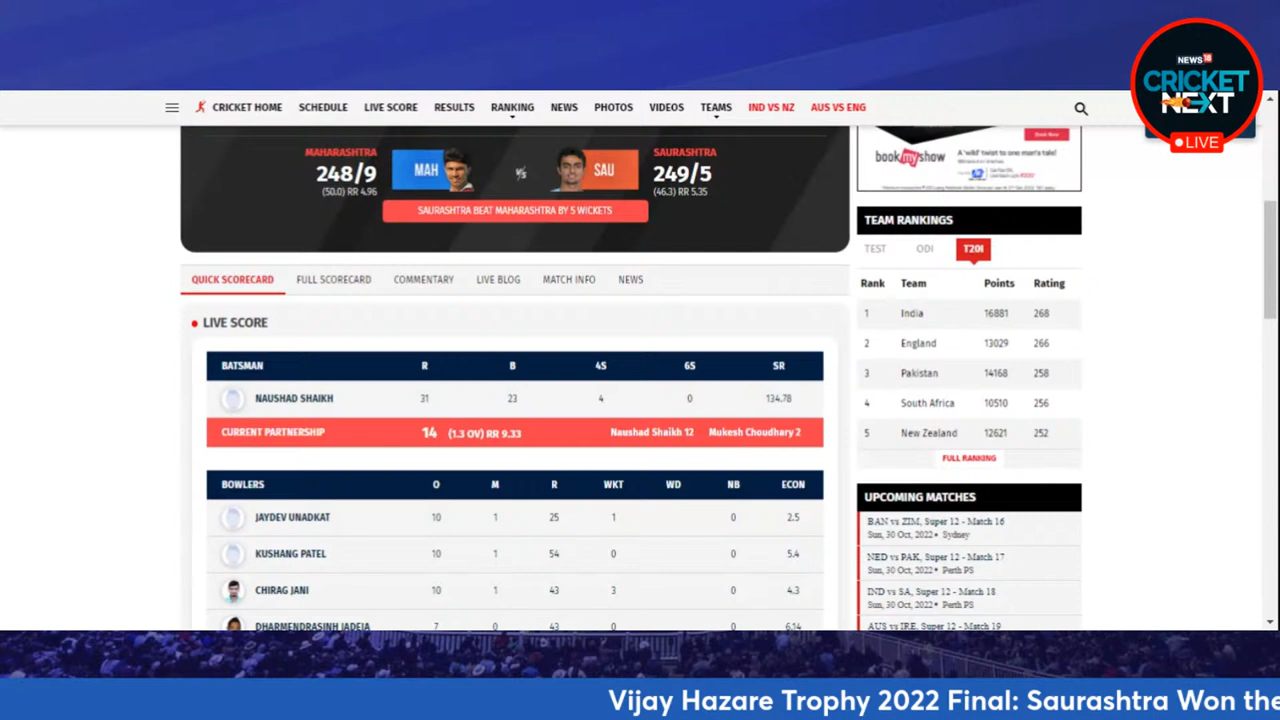 NEWS18
CRICKET
NEXT
LIVE
CRICKET HOME SCHEDULE LIVE SCORE RESULTS RANKING NEWS PHOTOS VIDEOS TEAMS IND VS NZ AUS VS ENG
MAHARASHTRA
248/9
(50.0) RR 4.96
MAH
VS
SAU
SAURASHTRA
249/5
(46.3) RR 5.35
SAURASHTRA BEAT MAHARASHTRA BY 5 WICKETS
Book Now
bookmyshow
A 'wild' twist to one man's tale!
QUICK SCORECARD FULL SCORECARD COMMENTARY LIVE BLOG MATCH INFO NEWS
LIVE SCORE
BATSMAN R B 4S 6S SR
NAUSHAD SHAIKH 31 23 4 0 134.78
CURRENT PARTNERSHIP 14 (1.3 OV) RR 9.33 Naushad Shaikh 12 Mukesh Choudhary 2
BOWLERS O M R WKT WD NB ECON
JAYDEV UNADKAT 10 1 25 1 0 2.5
KUSHANG PATEL 10 1 54 0 0 5.4
CHIRAG JANI 10 1 43 3 0 4.3
DHARMENDRASINH JADEJA 7 0 43 0 0 6.14
TEAM RANKINGS
TEST ODI T20I
Rank Team Points Rating
1 India 16881 268
2 England 13029 266
3 Pakistan 14168 258
4 South Africa 10510 256
5 New Zealand 12621 252
FULL RANKING
UPCOMING MATCHES
BAN vs ZIM, Super 12 - Match 16
Sun, 30 Oct, 2022• Sydney
NED vs PAK, Super 12 - Match 17
Sun, 30 Oct, 2022• Perth PS
IND vs SA, Super 12 - Match 18
Sun, 30 Oct, 2022• Perth PS
AUS vs IRE, Super 12 - Match 19
Vijay Hazare Trophy 2022 Final: Saurashtra Won the